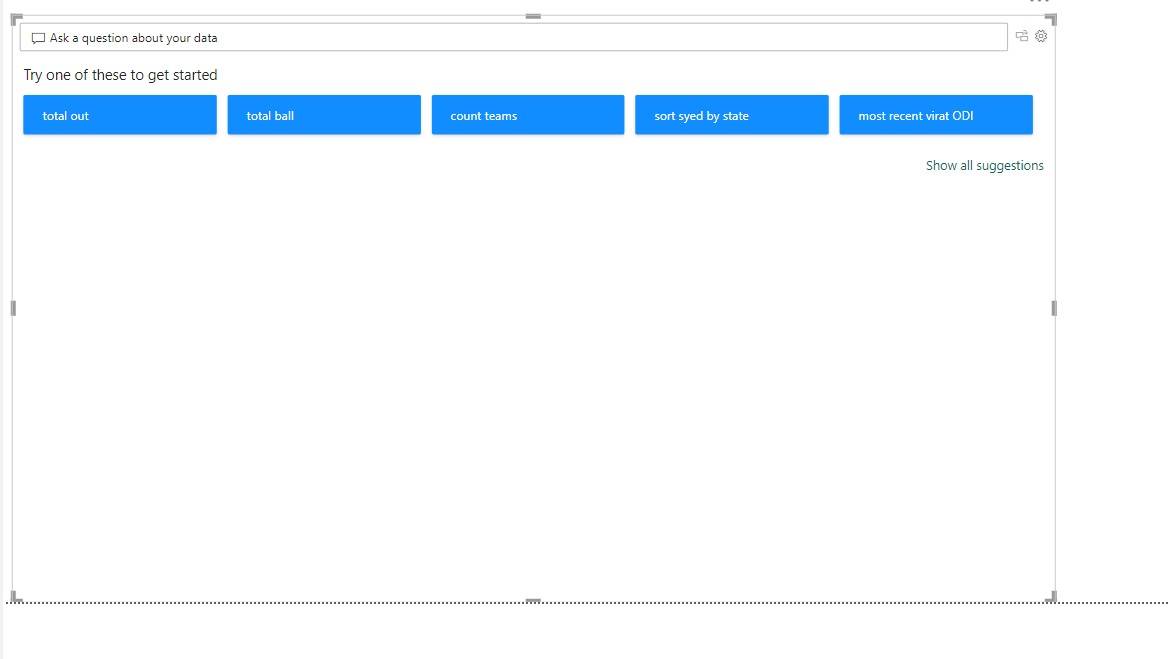 Ask a question about your data
Try one of these to get started
total out
total ball
count teams
sort syed by state
most recent virat ODI
Show all suggestions